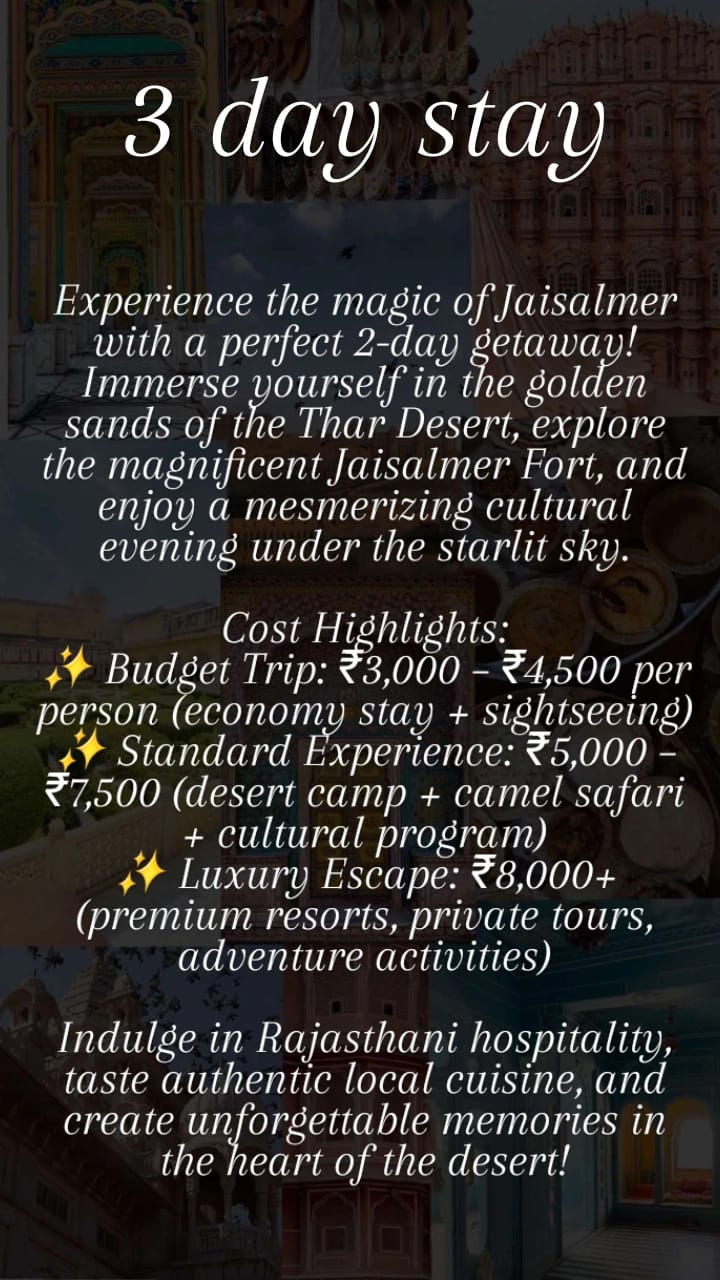 3 day stay
Experience the magic of Jaisalmer
with a perfect 2-day getaway!
Immerse yourself in the golden
sands of the Thar Desert, explore
the magnificent Jaisalmer Fort, and
enjoy a mesmerizing cultural
evening under the starlit sky.
Cost Highlights:
✨ Budget Trip: ₹3,000 – ₹4,500 per
person (economy stay + sightseeing)
✨ Standard Experience: ₹5,000 –
₹7,500 (desert camp + camel safari
+ cultural program)
✨ Luxury Escape: ₹8,000+
(premium resorts, private tours,
adventure activities)
Indulge in Rajasthani hospitality,
taste authentic local cuisine, and
create unforgettable memories in
the heart of the desert!